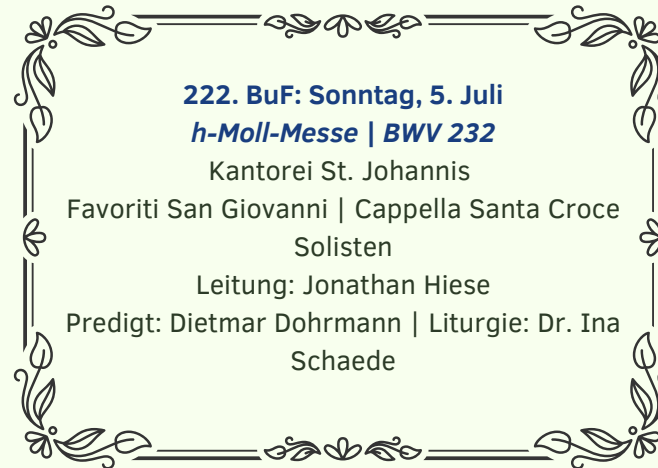 222. BuF: Sonntag, 5. Juli
h-Moll-Messe | BWV 232
Kantorei St. Johannis
Favoriti San Giovanni | Cappella Santa Croce
Solisten
Leitung: Jonathan Hiese
Predigt: Dietmar Dohrmann | Liturgie: Dr. Ina
Schaede